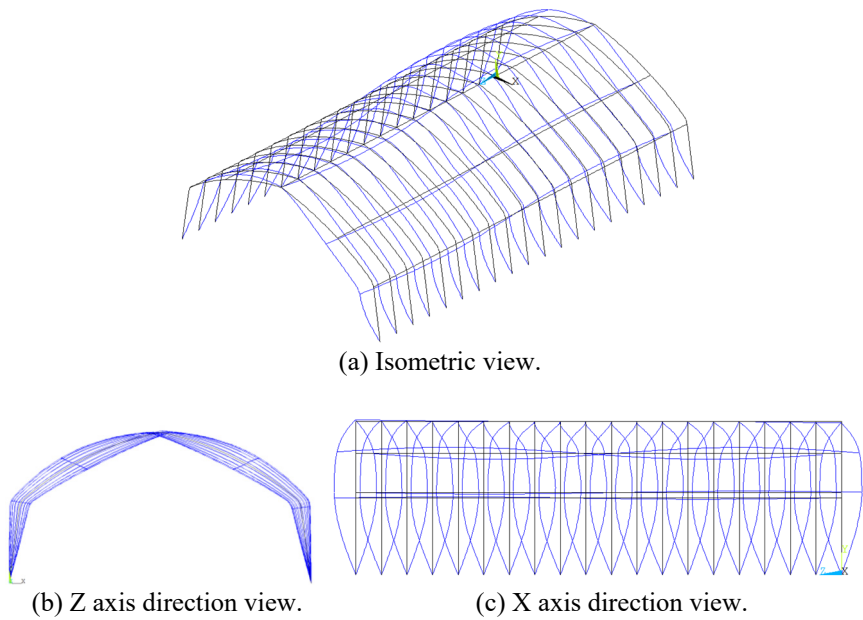 X
(a) Isometric view.
X
Y
Z
X
(b) Z axis direction view.
(c) X axis direction view.